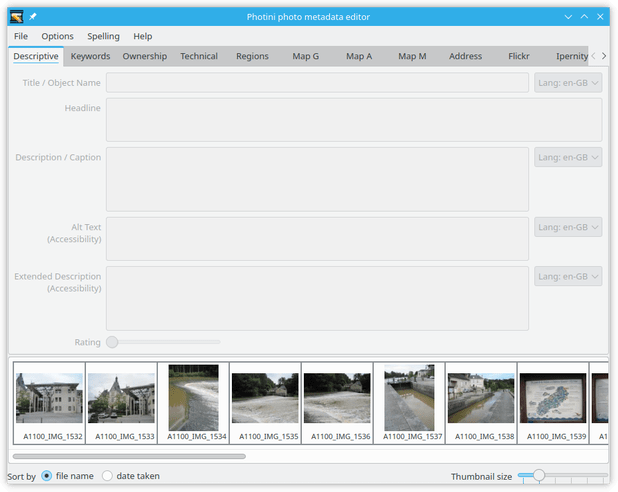 Photini photo metadata editor
File Options Spelling Help
Descriptive Keywords Ownership Technical Regions Map G Map A Map M Address Flickr Ipernity
Title / Object Name Lang: en-GB
Headline
Description / Caption Lang: en-GB
Alt Text Lang: en-GB
(Accessibility)
Extended Description Lang: en-GB
(Accessibility)
Rating
A1100_IMG_1532 A1100_IMG_1533 A1100_IMG_1534 A1100_IMG_1535 A1100_IMG_1536 A1100_IMG_1537 A1100_IMG_1538 A1100_IMG_1539 A1
Sort by file name date taken Thumbnail size